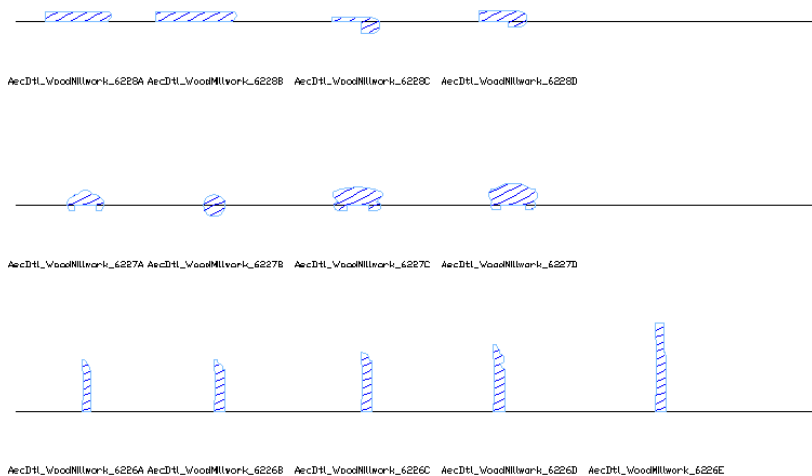 AecDtl_WoodMillwork_6228A AecDtl_WoodMillwork_6228B AecDtl_WoodMillwork_6228C AecDtl_WoodMillwork_6228D
AecDtl_WoodMillwork_6227A AecDtl_WoodMillwork_6227B AecDtl_WoodMillwork_6227C AecDtl_WoodMillwork_6227D
AecDtl_WoodMillwork_6226A AecDtl_WoodMillwork_6226B AecDtl_WoodMillwork_6226C AecDtl_WoodMillwork_6226D AecDtl_WoodMillwork_6226E